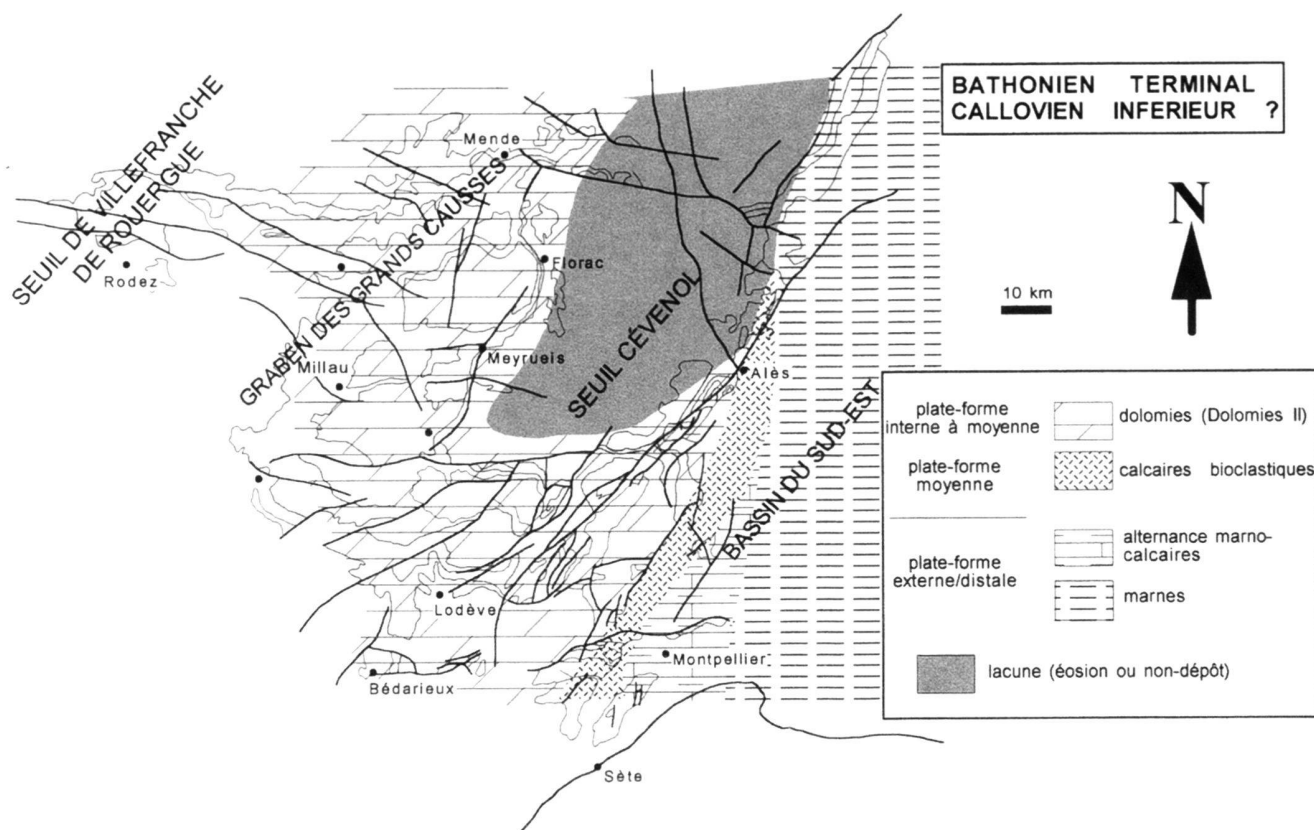 BATHONIEN TERMINAL
CALLOVIEN INFERIEUR ?
N
10 km
SEUIL DE VILLEFRANCHE
DE ROUERGUE
Rodez
Mende
GRABEN DES GRANDS CAUSSES
Florac
Millau
Meyrueis
SEUIL CÉVENOL
Alès
BASSIN DU SUD-EST
Lodève
Bédarieux
Montpellier
Sète
plate-forme
interne à moyenne
dolomies (Dolomies II)
plate-forme
moyenne
calcaires bioclastiques
plate-forme
externe/distale
alternance marno-
calcaires
marnes
lacune (éosion ou non-dépôt)